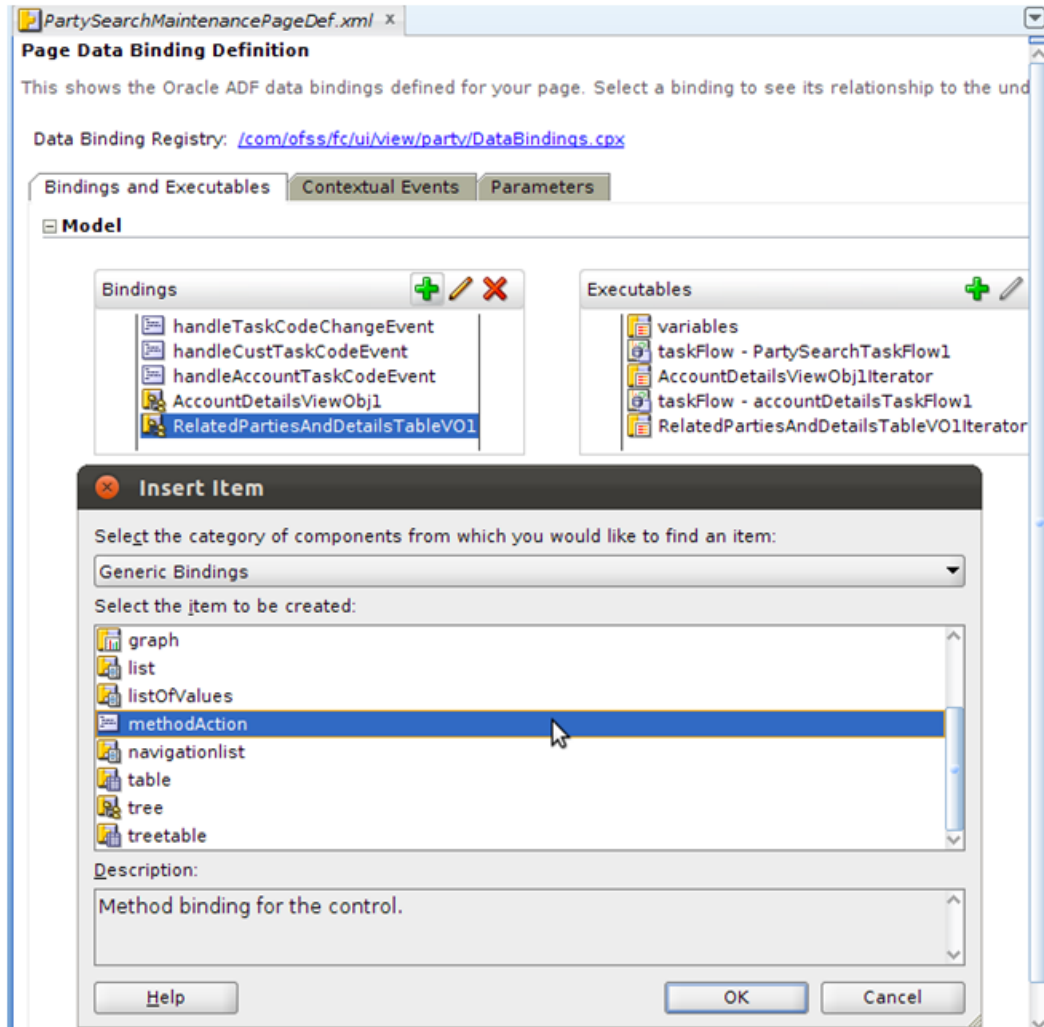 PartySearchMaintenancePageDef.xml x
Page Data Binding Definition
This shows the Oracle ADF data bindings defined for your page. Select a binding to see its relationship to the und
Data Binding Registry: /com/ofss/fc/ui/view/party/DataBindings.cpx
Bindings and Executables Contextual Events Parameters
Model
Bindings
handleTaskCodeChangeEvent
handleCustTaskCodeEvent
handleAccountTaskCodeEvent
AccountDetailsViewObj1
RelatedPartiesAndDetailsTableVO1
Executables
variables
taskFlow - PartySearchTaskFlow1
AccountDetailsViewObj1Iterator
taskFlow - accountDetailsTaskFlow1
RelatedPartiesAndDetailsTableVO1Iterator
Insert Item
Select the category of components from which you would like to find an item:
Generic Bindings
Select the item to be created:
graph
list
listOfValues
methodAction
navigationlist
table
tree
treetable
Description:
Method binding for the control.
Help OK Cancel